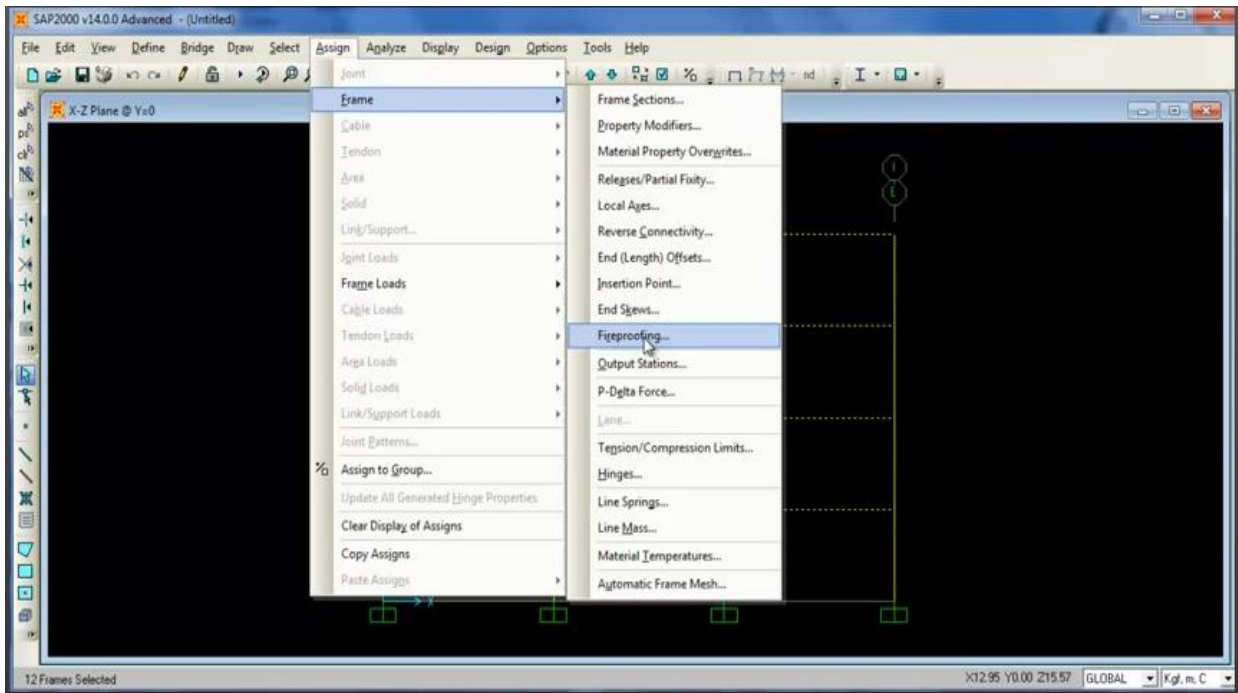 SAP2000 v14.0.0 Advanced - (Untitled)
File Edit View Define Bridge Draw Select Assign Analyze Display Design Options Tools Help
nd
X-Z Plane @ Y=0
Joint
Frame
Cable
Tendon
Area
Solid
Link/Support...
Joint Loads
Frame Loads
Cable Loads
Tendon Loads
Area Loads
Solid Loads
Link/Support Loads
Joint Patterns...
Assign to Group...
Update All Generated Hinge Properties
Clear Display of Assigns
Copy Assigns
Paste Assigns
Frame Sections...
Property Modifiers...
Material Property Overwrites...
Releases/Partial Fixity...
Local Axes...
Reverse Connectivity...
End (Length) Offsets...
Insertion Point...
End Skews...
Fireproofing...
Output Stations...
P-Delta Force...
Lane...
Tension/Compression Limits...
Hinges...
Line Springs...
Line Mass...
Material Temperatures...
Automatic Frame Mesh...
I
E
X
12 Frames Selected
X12.95 Y0.00 Z15.57 GLOBAL Kgf, m, C